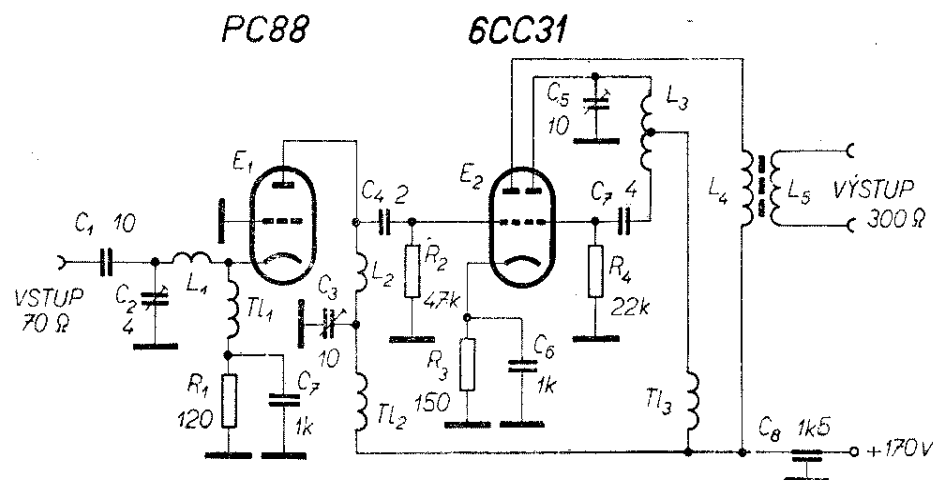 PC88
6CC31
E1
C4 2
E2
C5
10
L3
C7 4
L4
L5
VÝSTUP
300 Ω
C1 10
VSTUP
70 Ω
C2
4
L1
Tl1
C3
10
L2
R2
47k
R4
22k
R1
120
C7
1k
Tl2
R3
150
C6
1k
Tl3
C8 1k5
+170V